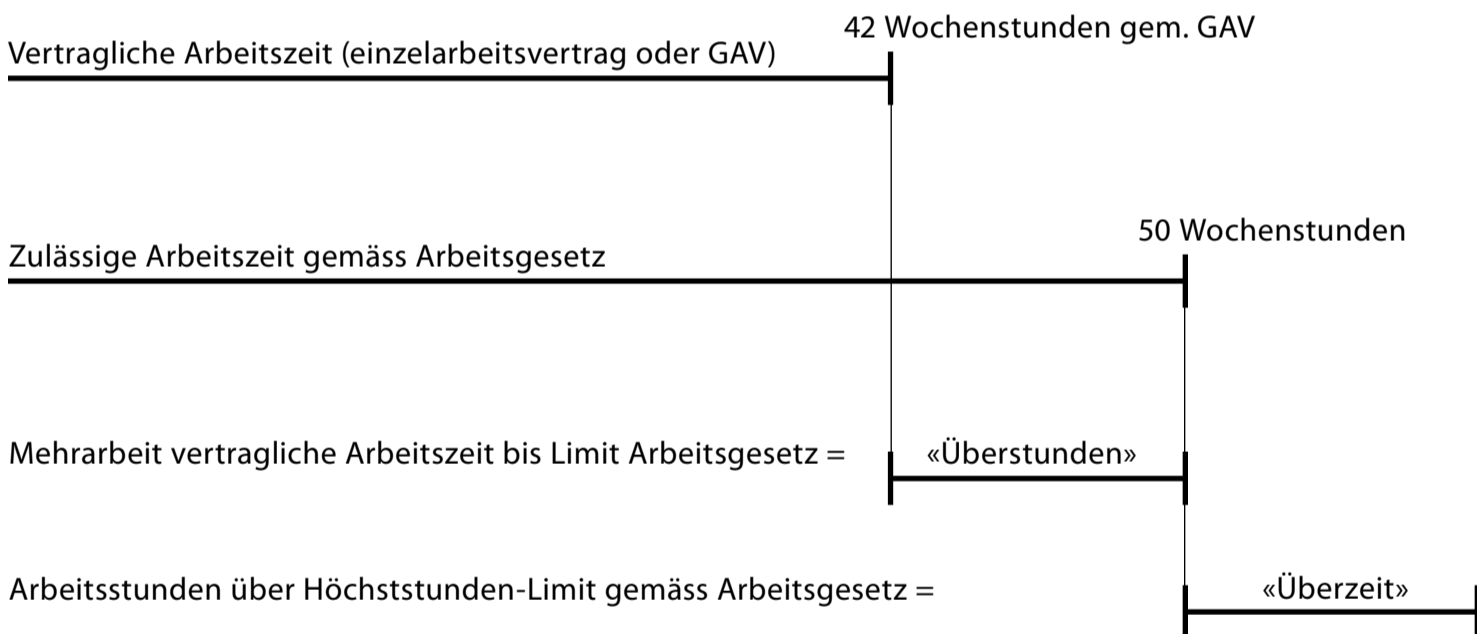 42 Wochenstunden gem. GAV
Vertragliche Arbeitszeit (einzelarbeitsvertrag oder GAV)
50 Wochenstunden
Zulässige Arbeitszeit gemäss Arbeitsgesetz
Mehrarbeit vertragliche Arbeitszeit bis Limit Arbeitsgesetz = «Überstunden»
Arbeitsstunden über Höchststunden-Limit gemäss Arbeitsgesetz = «Überzeit»